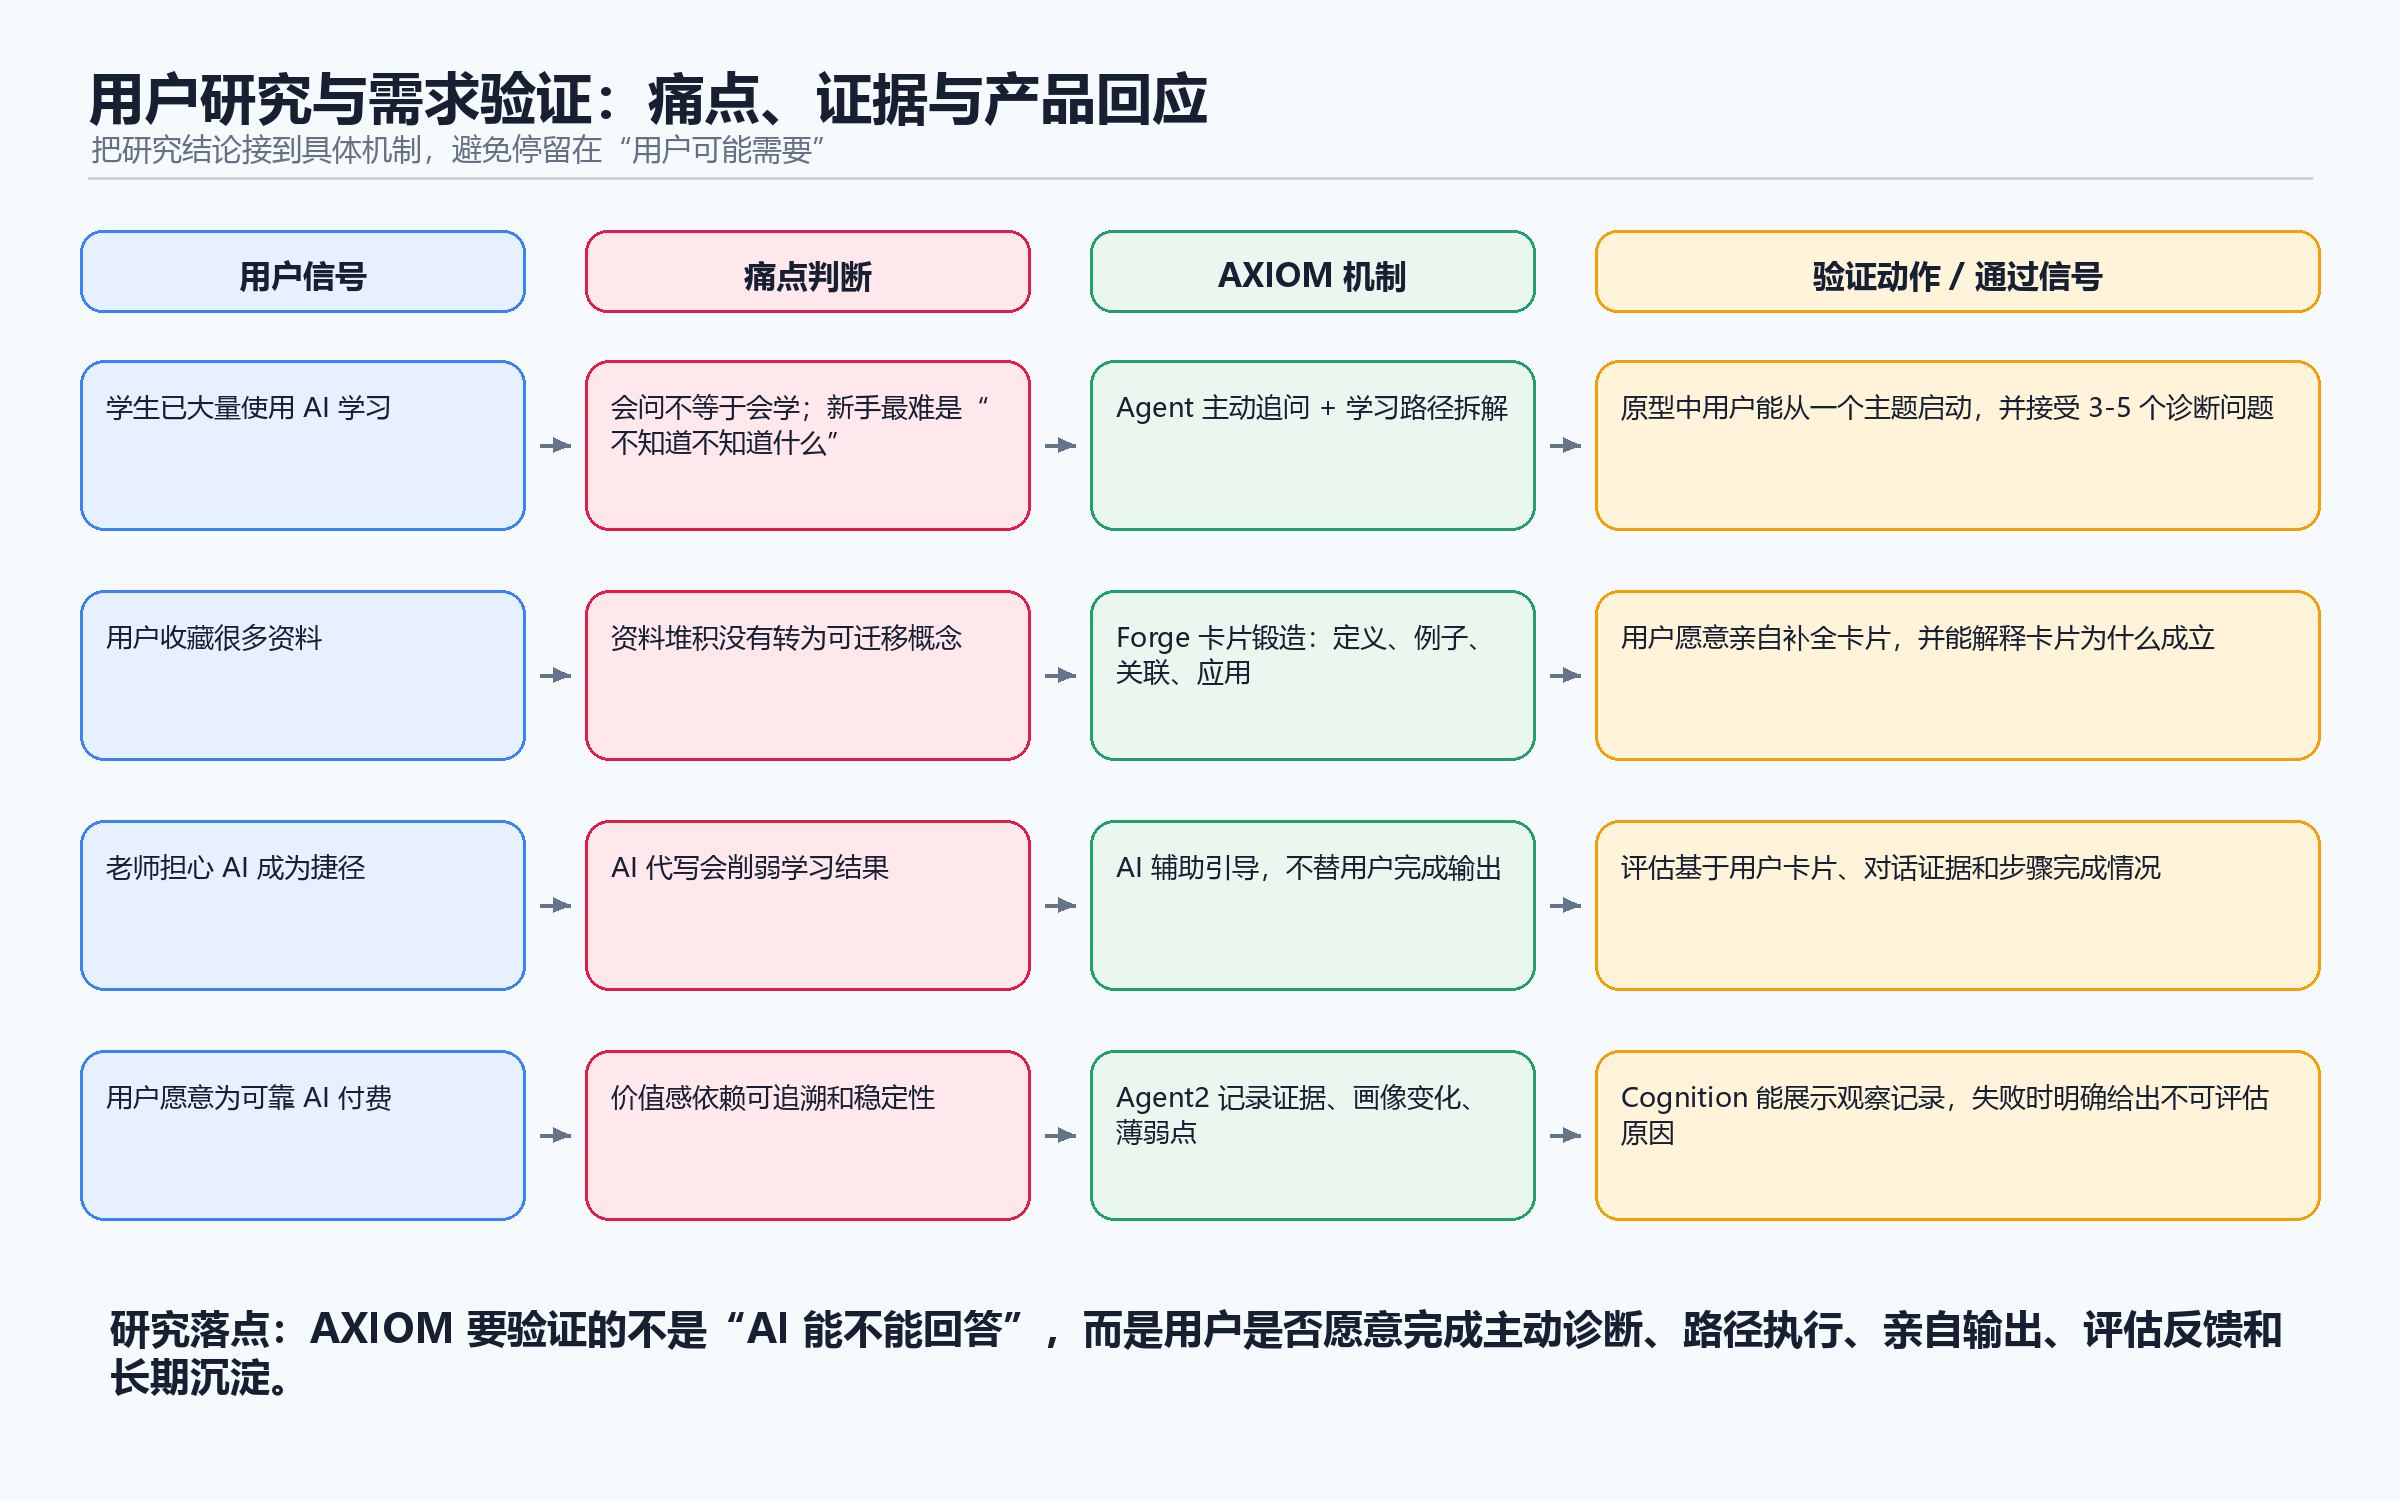 用户研究与需求验证：痛点、证据与产品回应
把研究结论接到具体机制，避免停留在“用户可能需要”
用户信号
痛点判断
AXIOM 机制
验证动作 / 通过信号
学生已大量使用 AI 学习
会问不等于会学；新手最难是“
不知道不知道什么”
Agent 主动追问 + 学习路径拆解
原型中用户能从一个主题启动，并接受 3-5 个诊断问题
用户收藏很多资料
资料堆积没有转为可迁移概念
Forge 卡片锻造：定义、例子、
关联、应用
用户愿意亲自补全卡片，并能解释卡片为什么成立
老师担心 AI 成为捷径
AI 代写会削弱学习结果
AI 辅助引导，不替用户完成输出
评估基于用户卡片、对话证据和步骤完成情况
用户愿意为可靠 AI 付费
价值感依赖可追溯和稳定性
Agent2 记录证据、画像变化、
薄弱点
Cognition 能展示观察记录，失败时明确给出不可评估
原因
研究落点：AXIOM 要验证的不是“AI 能不能回答”，而是用户是否愿意完成主动诊断、路径执行、亲自输出、评估反馈和
长期沉淀。